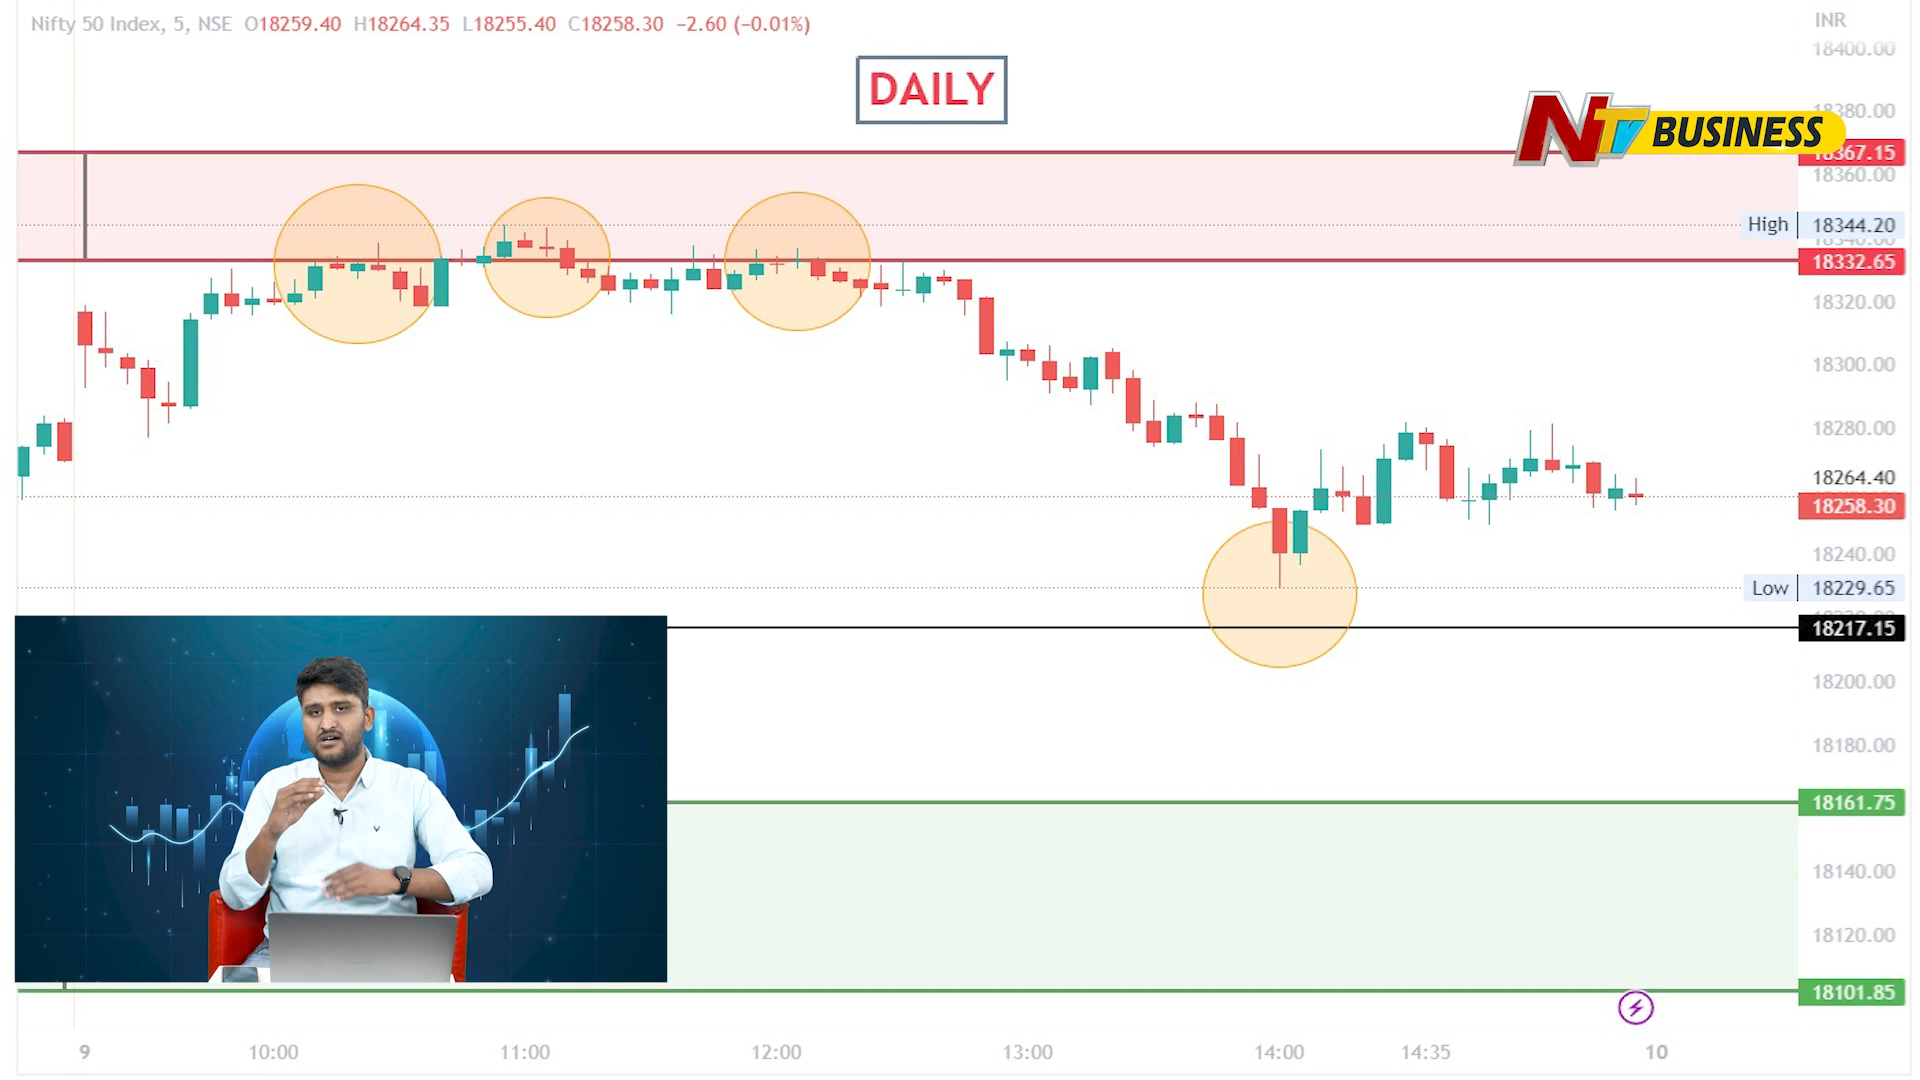 Nifty 50 Index, 5, NSE O18259.40 H18264.35 L18255.40 C18258.30 −2.60 (−0.01%)
INR
18400.00
DAILY
NTV BUSINESS
18380.00
18367.15
18360.00
High 18344.20
18340.00
18332.65
18320.00
18300.00
18280.00
18264.40
18258.30
18240.00
Low 18229.65
18217.15
18200.00
18180.00
18161.75
18140.00
18120.00
18101.85
9 10:00 11:00 12:00 13:00 14:00 14:35 10